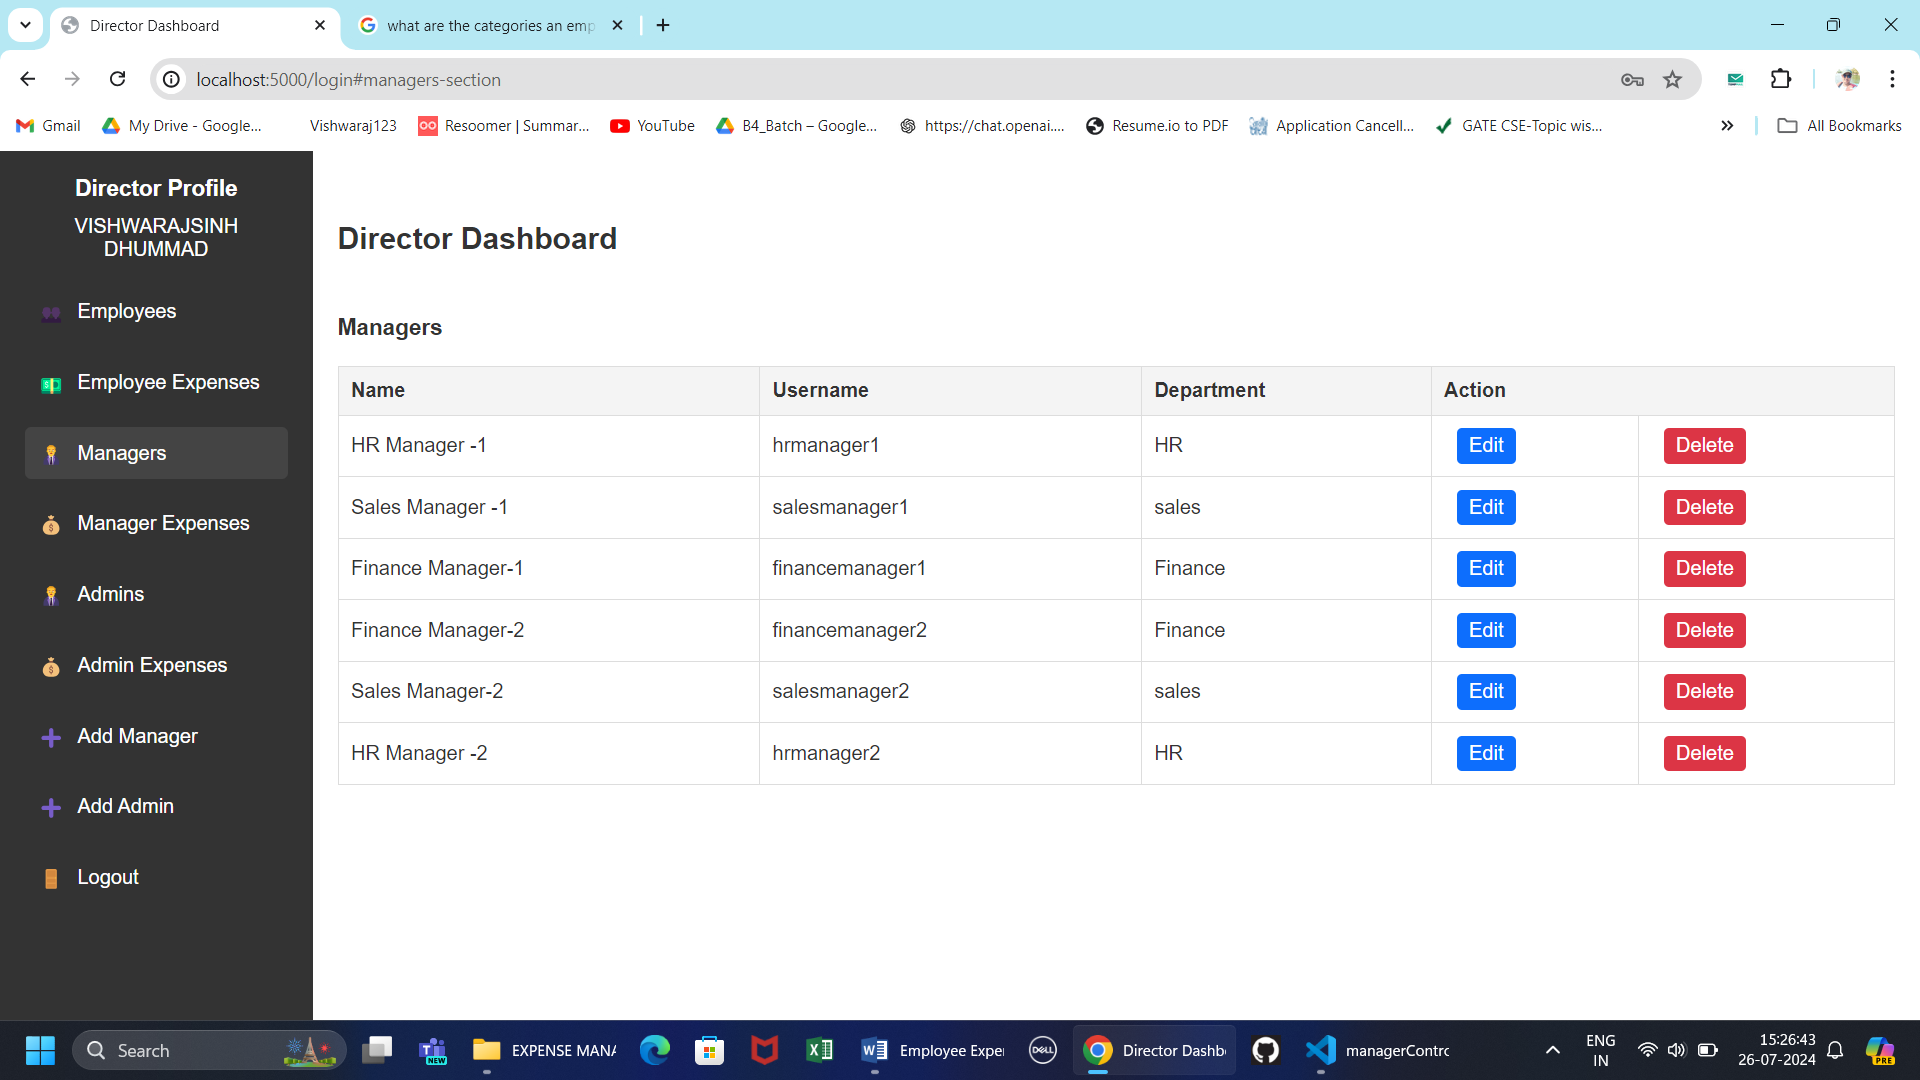 Director Dashboard
what are the categories an emp
localhost:5000/login#managers-section
Gmail
My Drive - Google...
Vishwaraj123
Resoomer | Summar...
YouTube
B4_Batch – Google...
https://chat.openai....
Resume.io to PDF
Application Cancell...
GATE CSE-Topic wis...
All Bookmarks
Director Profile
VISHWARAJSINH
DHUMMAD
Employees
Employee Expenses
Managers
Manager Expenses
Admins
Admin Expenses
Add Manager
Add Admin
Logout
Director Dashboard
Managers
Name Username Department Action
HR Manager -1 hrmanager1 HR Edit Delete
Sales Manager -1 salesmanager1 sales Edit Delete
Finance Manager-1 financemanager1 Finance Edit Delete
Finance Manager-2 financemanager2 Finance Edit Delete
Sales Manager-2 salesmanager2 sales Edit Delete
HR Manager -2 hrmanager2 HR Edit Delete
Search
NEW
EXPENSE MANA
Employee Expe
DELL
Director Dashb
managerContro
ENG
IN
15:26:43
26-07-2024
PRE